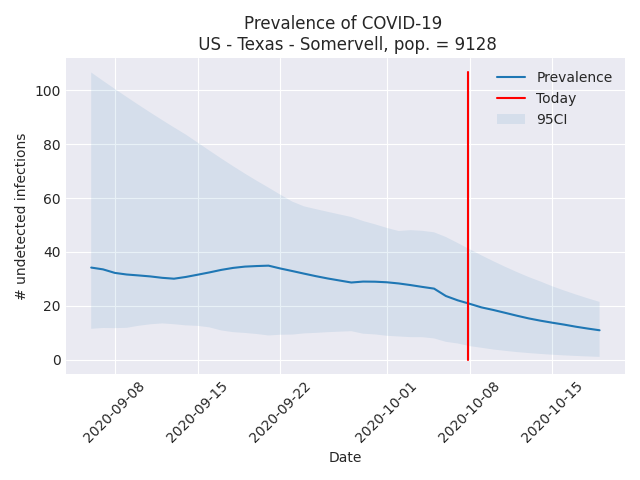 Prevalence of COVID-19
US - Texas - Somervell, pop. = 9128
Prevalence
Today
95CI
# undetected infections
100
80
60
40
20
0
2020-09-08
2020-09-15
2020-09-22
2020-10-01
2020-10-08
2020-10-15
Date